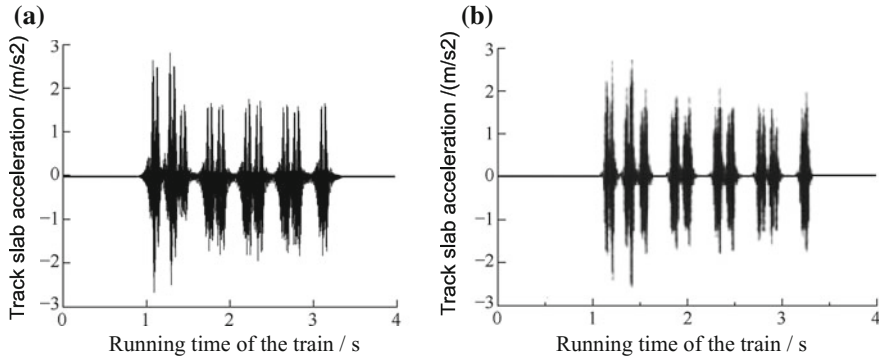 (a)
Track slab acceleration /(m/s2)
3
2
1
0
−1
−2
−3
0 1 2 3 4
Running time of the train / s
(b)
Track slab acceleration /(m/s2)
3
2
1
0
−1
−2
−3
0 1 2 3 4
Running time of the train / s